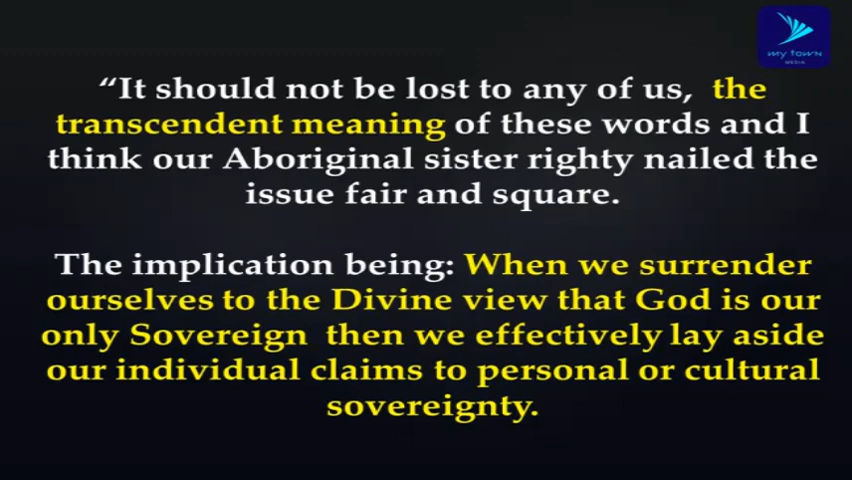 my town
MEDIA
“It should not be lost to any of us, the
transcendent meaning of these words and I
think our Aboriginal sister righty nailed the
issue fair and square.
The implication being: When we surrender
ourselves to the Divine view that God is our
only Sovereign then we effectively lay aside
our individual claims to personal or cultural
sovereignty.